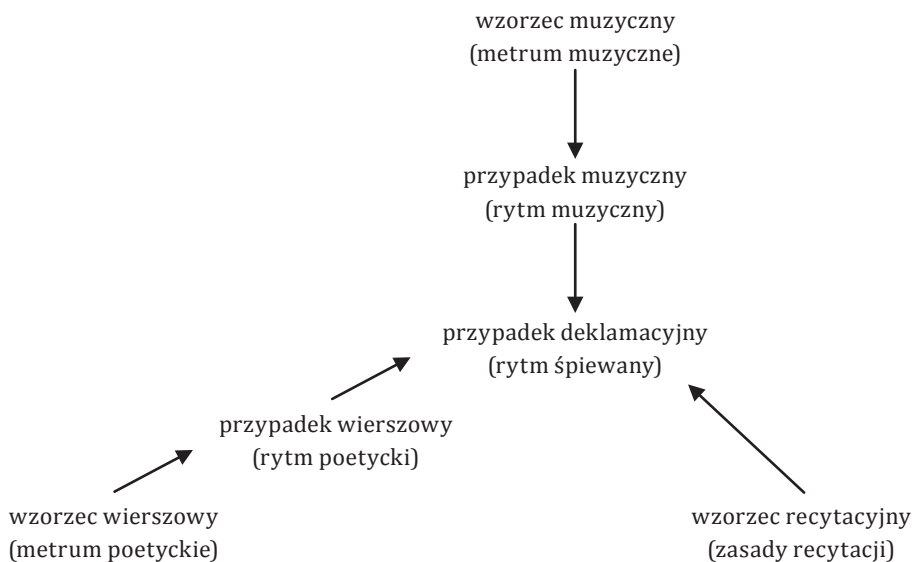 wzorzec muzyczny
(metrum muzyczne)
przypadek muzyczny
(rytm muzyczny)
przypadek deklamacyjny
(rytm śpiewany)
przypadek wierszowy
(rytm poetycki)
wzorzec wierszowy
(metrum poetyckie)
wzorzec recytacyjny
(zasady recytacji)